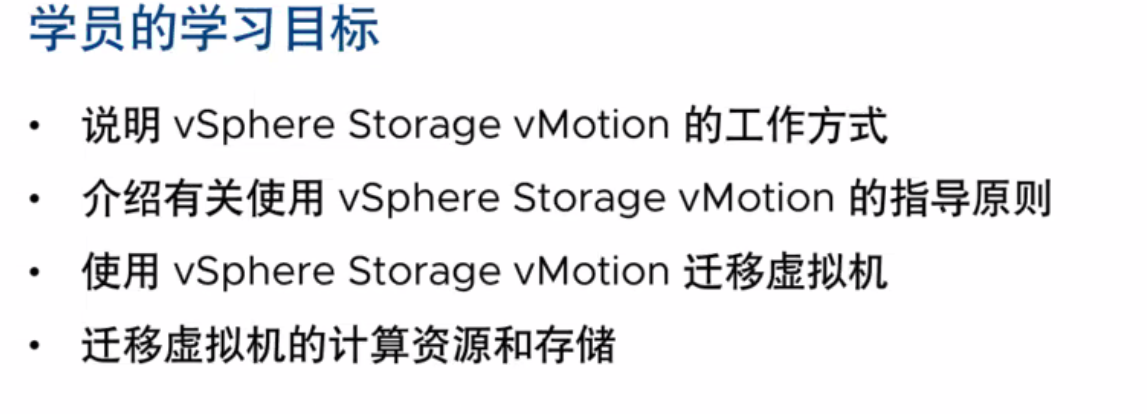 学员的学习目标
• 说明 vSphere Storage vMotion 的工作方式
• 介绍有关使用 vSphere Storage vMotion 的指导原则
• 使用 vSphere Storage vMotion 迁移虚拟机
• 迁移虚拟机的计算资源和存储